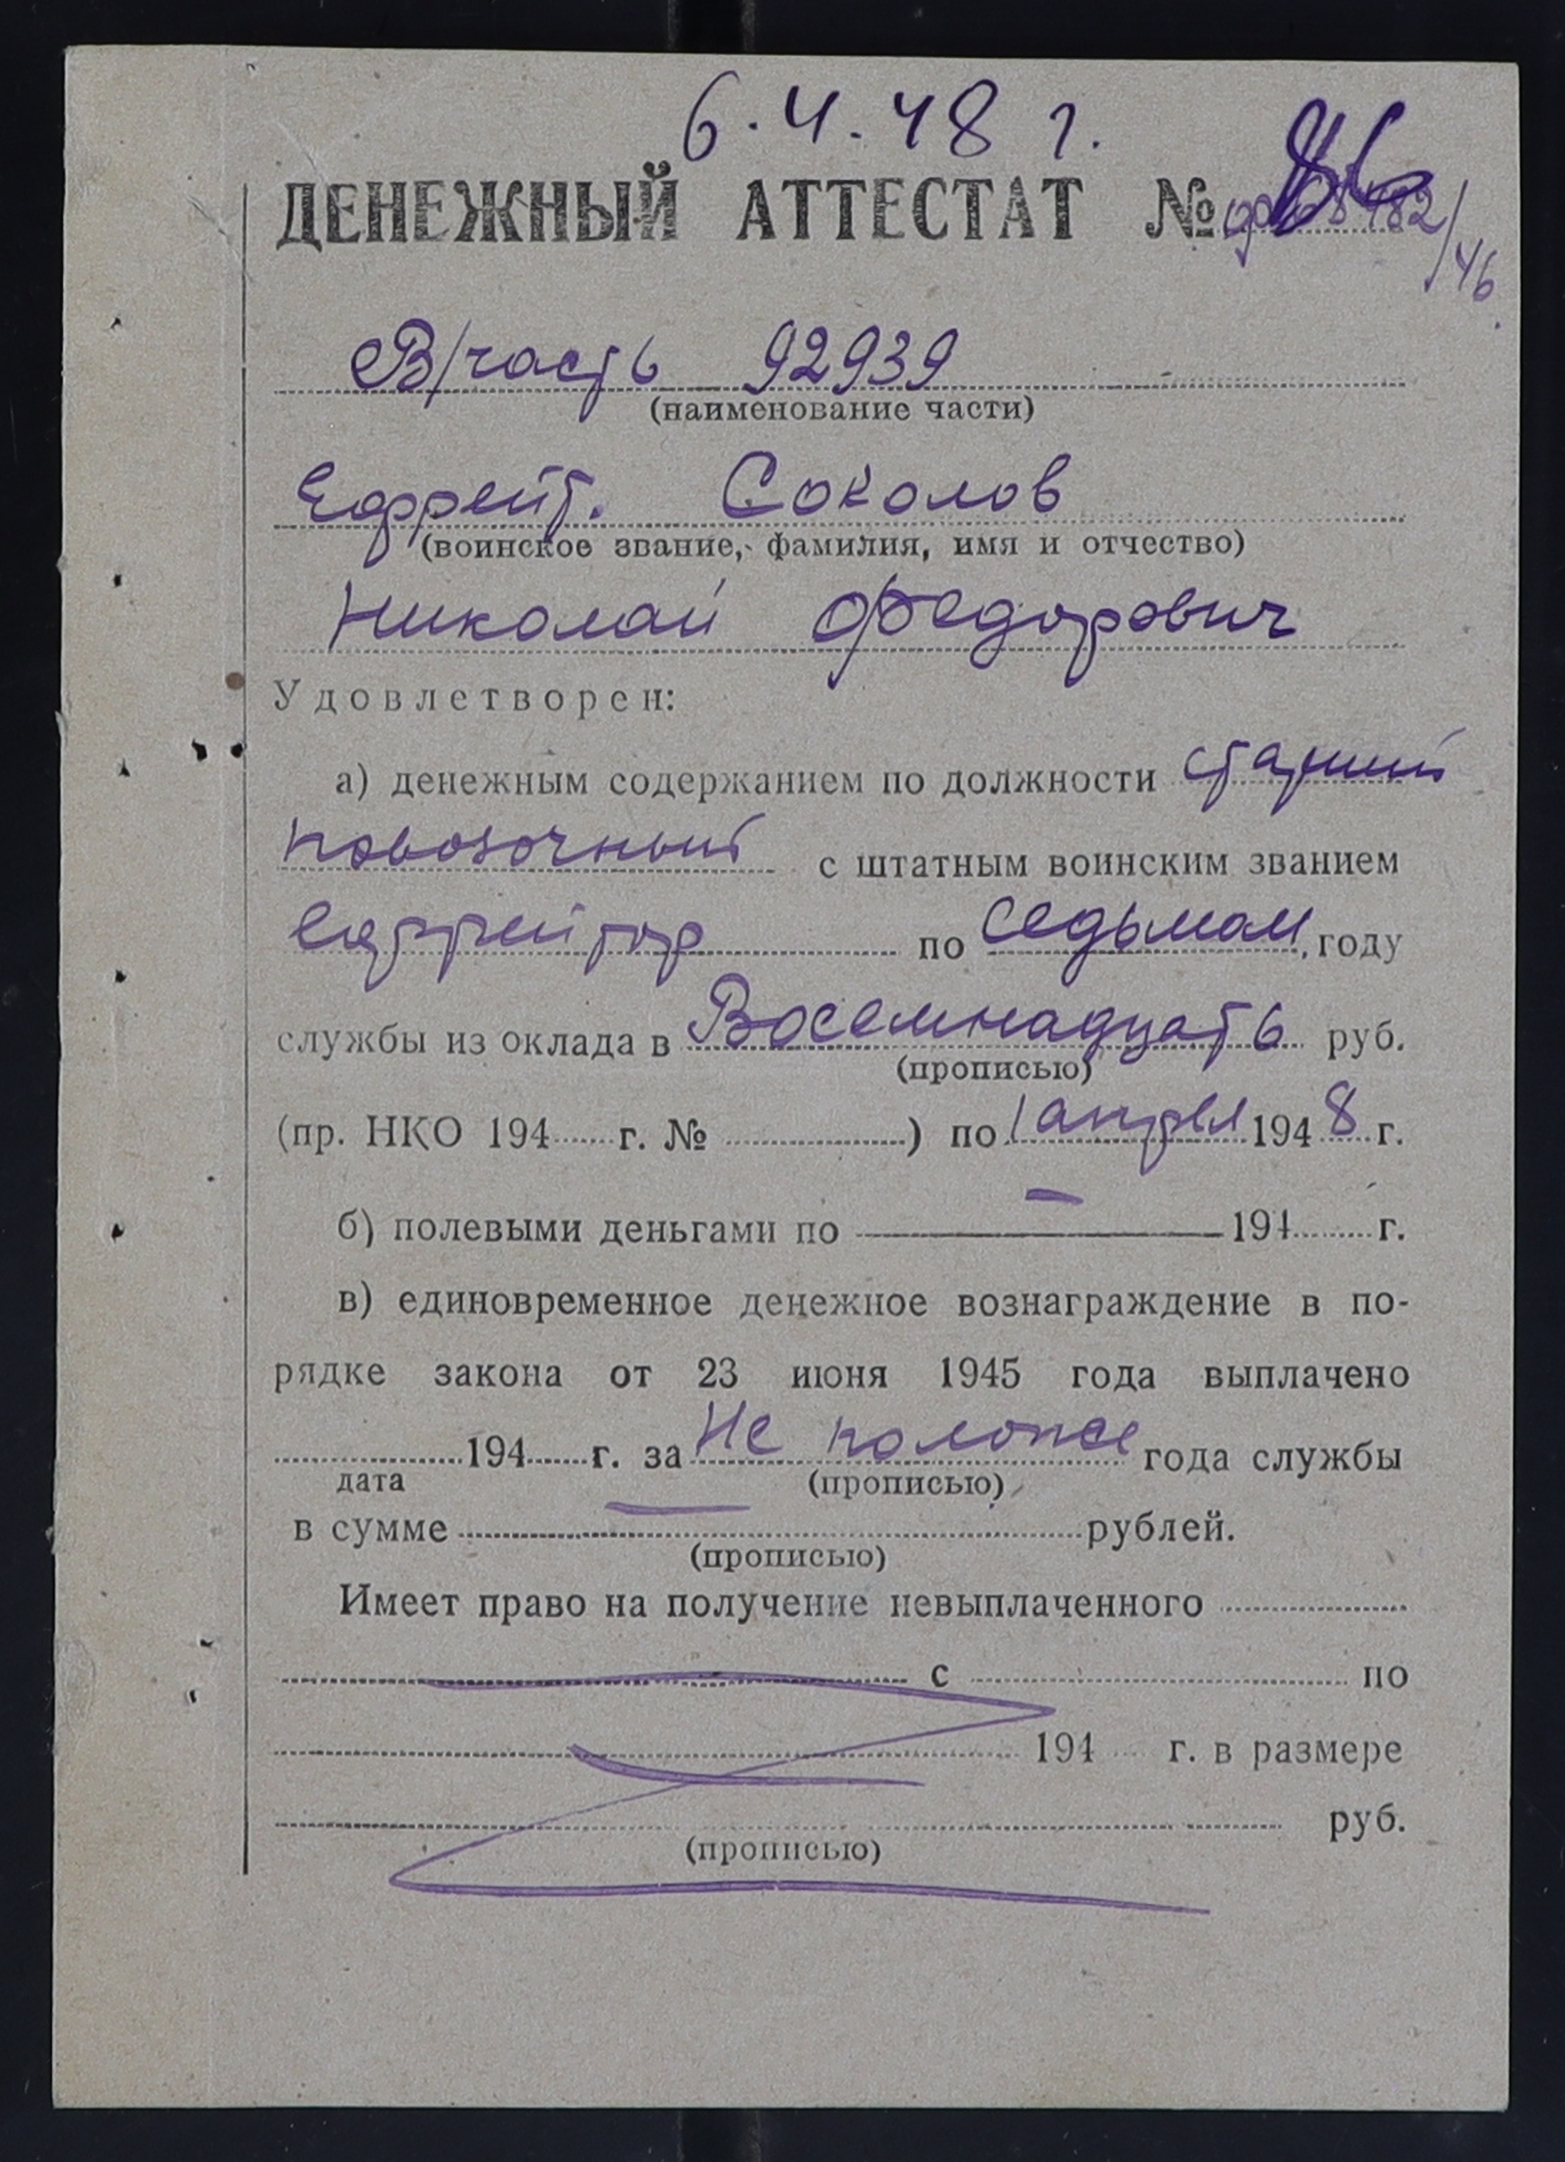 6.4.48 г.
ДЕНЕЖНЫЙ АТТЕСТАТ № 86
/46
В/часть 92939
(наименование части)
Ефрейт. Соколов
(воинское звание, фамилия, имя и отчество)
Николай Федорович
Удовлетворен:
а) денежным содержанием по должности старший
повозочный с штатным воинским званием
ефрейтор по седьмом, году
службы из оклада в Восемнадцать руб.
(прописью)
(пр. НКО 194 г. № ) по 1 апрел 1948 г.
б) полевыми деньгами по — 194 г.
в) единовременное денежное вознаграждение в по-
рядке закона от 23 июня 1945 года выплачено
194 г. за Не положе года службы
дата (прописью)
в сумме — рублей.
(прописью)
Имеет право на получение невыплаченного
с по
194 г. в размере
руб.
(прописью)